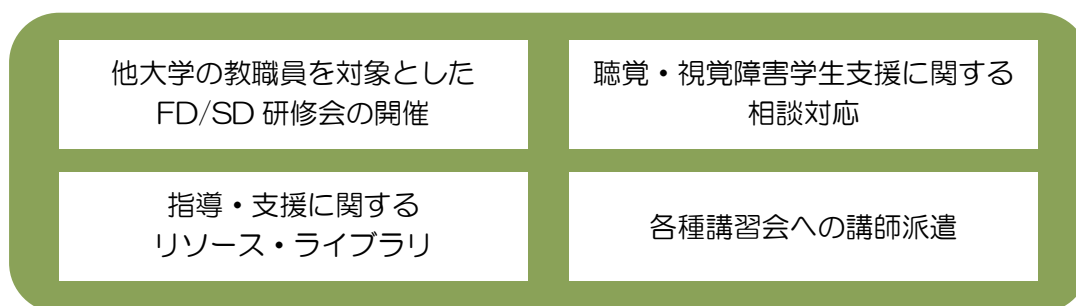 他大学の教職員を対象とした
FD/SD 研修会の開催
聴覚・視覚障害学生支援に関する
相談対応
指導・支援に関する
リソース・ライブラリ
各種講習会への講師派遣